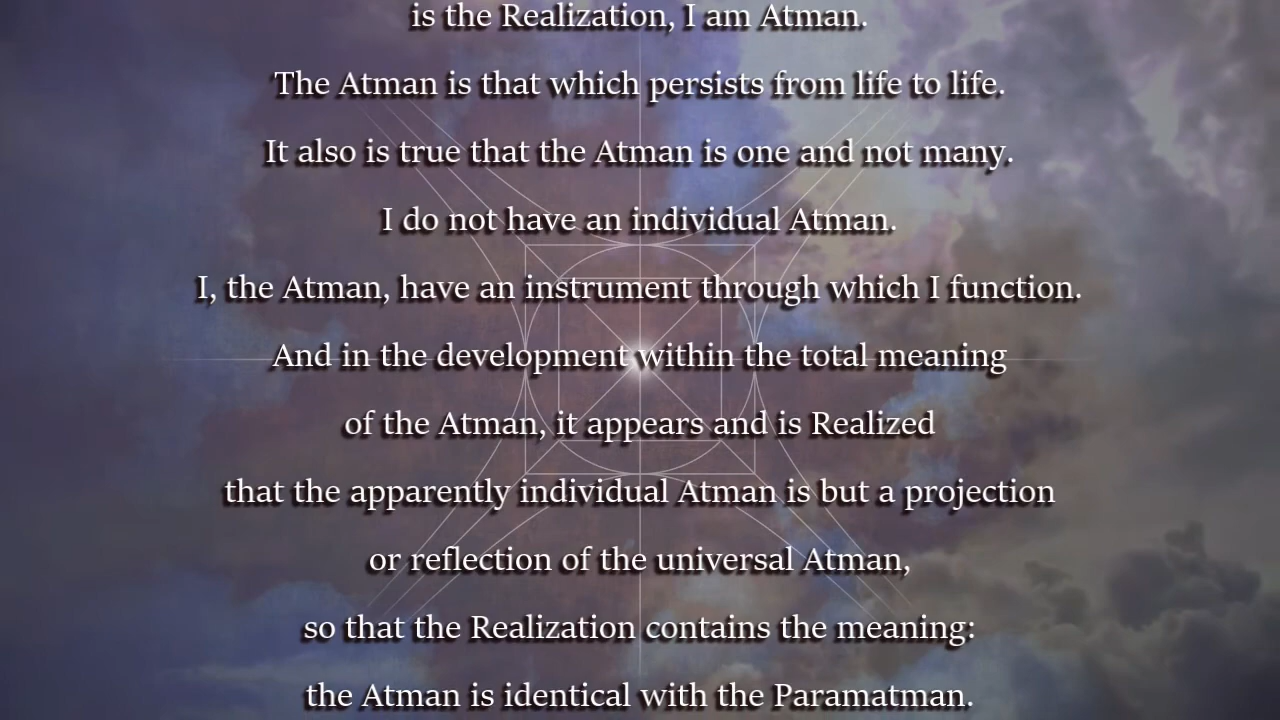 is the Realization, I am Atman.
The Atman is that which persists from life to life.
It also is true that the Atman is one and not many.
I do not have an individual Atman.
I, the Atman, have an instrument through which I function.
And in the development within the total meaning
of the Atman, it appears and is Realized
that the apparently individual Atman is but a projection
or reflection of the universal Atman,
so that the Realization contains the meaning:
the Atman is identical with the Paramatman.